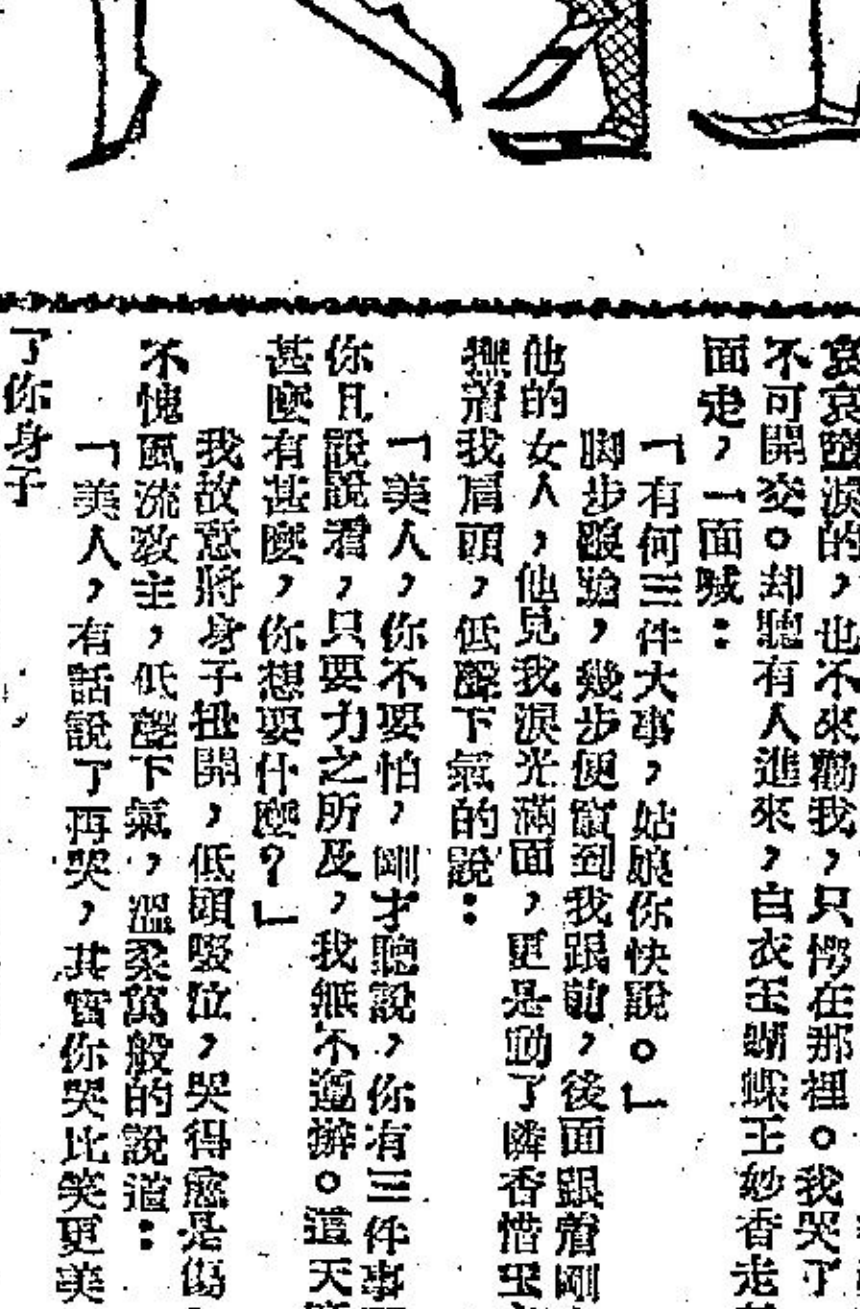 哀哀墮淚的，也不來勸我，只愕在那裡。我哭了
不可開交。却聽有人進來，白衣玉蝴蝶王妙香走
面走，一面喊：
「有何三件大事，姑娘你快說。」
脚步踉蹌，幾步便竄到我跟前，後面跟着剛
他的女人，他見我淚光滿面，更是動了憐香惜玉
撫着我肩頭，低聲下氣的說：
「美人，你不要怕，剛才聽說，你有三件事
你且說說看，只要力之所及，我無不遵辦。這天
甚麼有甚麼，你想要什麼？」
我故意將身子扭開，低頭啜泣，哭得愈是傷
不愧風流教主，低聲下氣，溫柔萬般的說道：
「美人，有話說了再哭，其實你哭比笑更美
了你身子